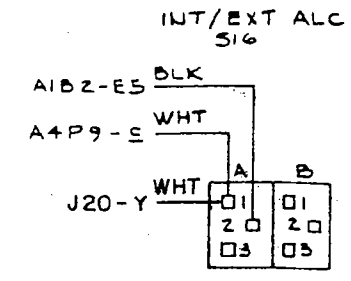 INT/EXT ALC
S16
A1B2-E5 BLK
A4P9-C WHT
J20-Y WHT
A B
1 1
2 2
3 3